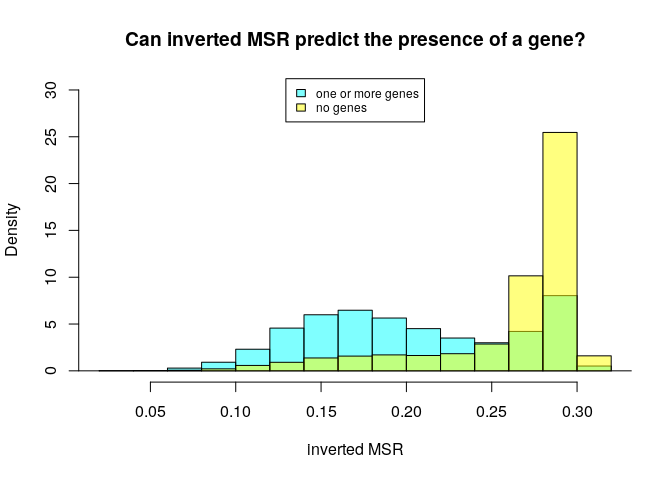 Can inverted MSR predict the presence of a gene?
one or more genes
no genes
Density
30
25
20
15
10
5
0
0.05 0.10 0.15 0.20 0.25 0.30
inverted MSR